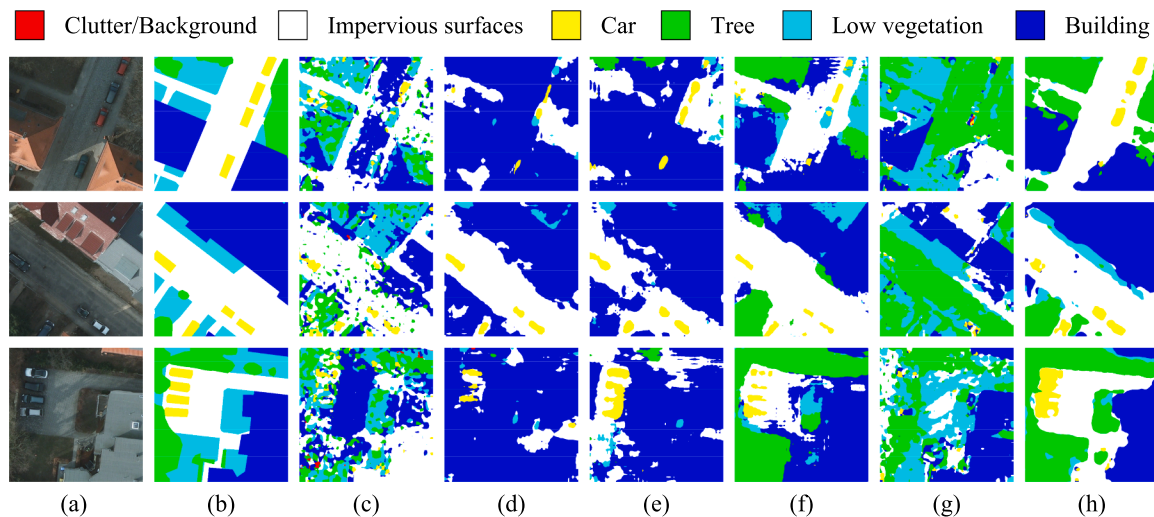 Clutter/Background Impervious surfaces Car Tree Low vegetation Building
(a) (b) (c) (d) (e) (f) (g) (h)